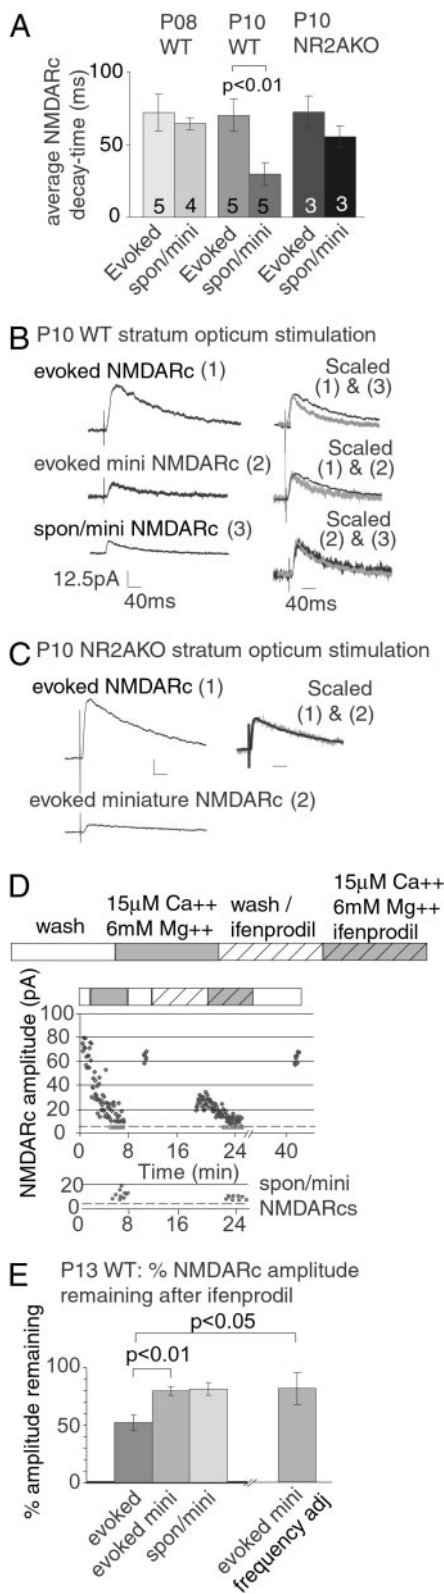 A
P08 WT
P10 WT
P10 NR2AKO
average NMDARc decay-time (ms)
100
50
0
p<0.01
5
4
5
5
3
3
Evoked
spon/mini
Evoked
spon/mini
Evoked
spon/mini
B P10 WT stratum opticum stimulation
evoked NMDARc (1)
Scaled
(1) & (3)
evoked mini NMDARc (2)
Scaled
(1) & (2)
spon/mini NMDARc (3)
Scaled
(2) & (3)
12.5pA
40ms
40ms
C P10 NR2AKO stratum opticum stimulation
evoked NMDARc (1)
Scaled
(1) & (2)
evoked miniature NMDARc (2)
D
wash
15µM Ca++
6mM Mg++
wash /
ifenprodil
15µM Ca++
6mM Mg++
ifenprodil
NMDARc amplitude (pA)
100
80
60
40
20
0
0
8
16
24
40
Time (min)
20
0
0
8
16
24
spon/mini
NMDARcs
E P13 WT: % NMDARc amplitude
remaining after ifenprodil
p<0.05
p<0.01
% amplitude remaining
100
50
0
evoked
evoked mini
spon/mini
evoked mini
frequency adj